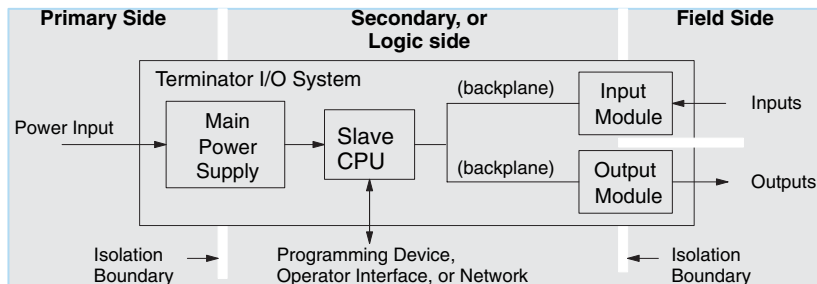 Primary Side
Secondary, or
Logic side
Field Side
Terminator I/O System
Power Input
Main
Power
Supply
Slave
CPU
(backplane)
(backplane)
Input
Module
Output
Module
Inputs
Outputs
Isolation
Boundary
Programming Device,
Operator Interface, or Network
Isolation
Boundary